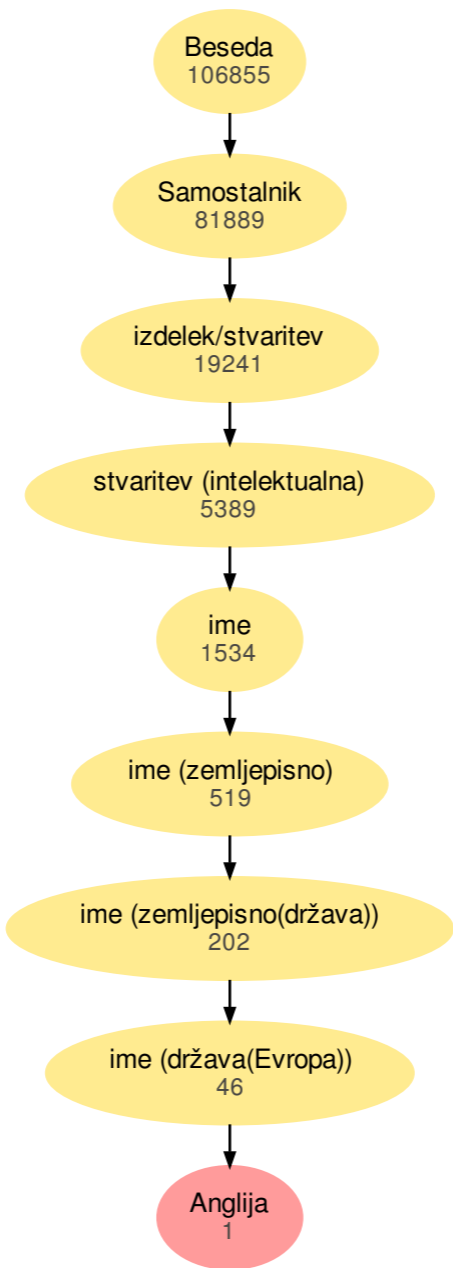 Beseda
106855
Samostalnik
81889
izdelek/stvaritev
19241
stvaritev (intelektualna)
5389
ime
1534
ime (zemljepisno)
519
ime (zemljepisno(država))
202
ime (država(Evropa))
46
Anglija
1